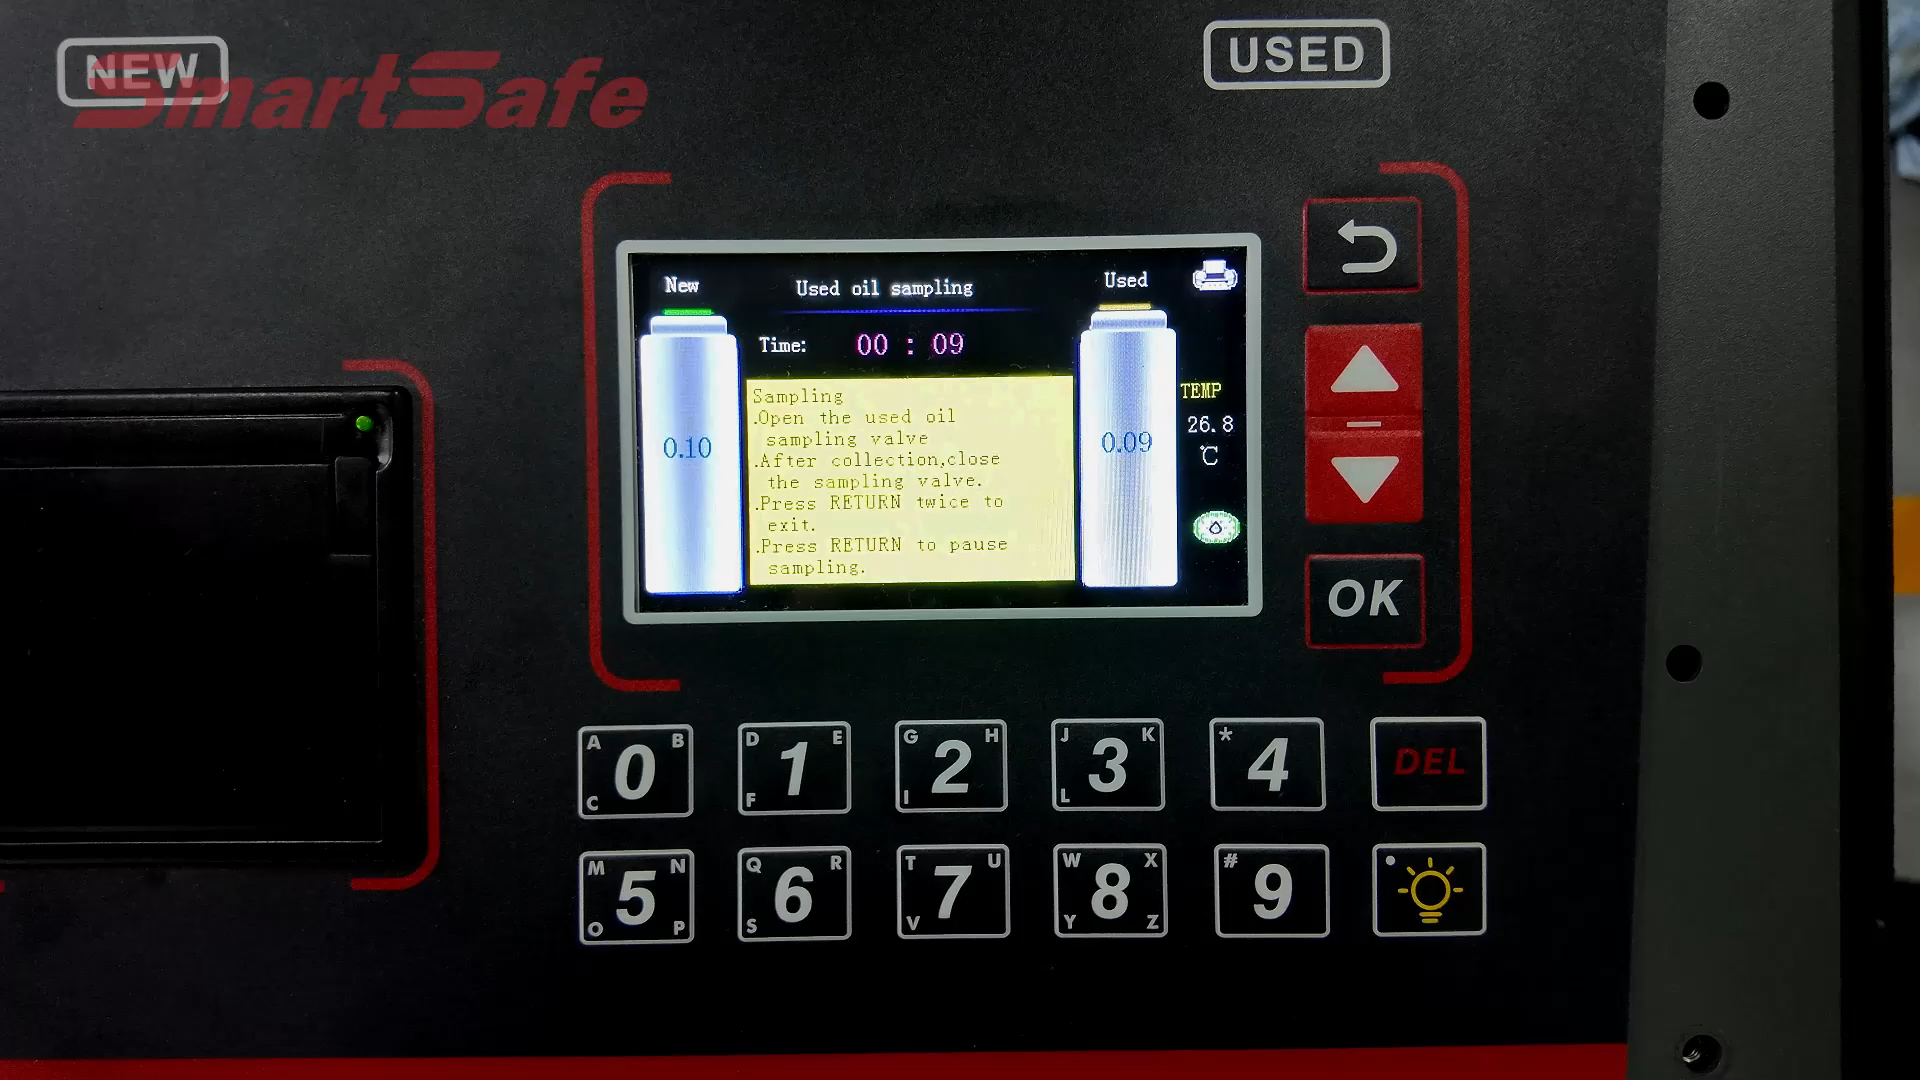 NEW
SmartSafe
USED
New
Used oil sampling
Used
Time: 00 : 09
Sampling
.Open the used oil
sampling valve
.After collection,close
the sampling valve.
.Press RETURN twice to
exit.
.Press RETURN to pause
sampling.
0.10
0.09
TEMP
26.8
℃
OK
A B 0 C
D E 1 F
G H 2 I
J K 3 L
* 4
DEL
M N 5 O P
Q R 6 S
T U 7 V
W X 8 Y Z
# 9